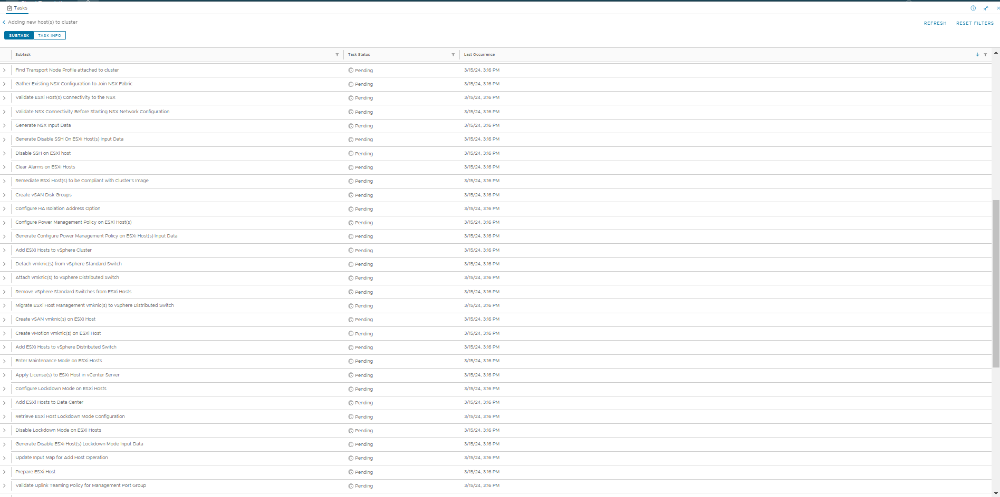 Tasks
Adding new host(s) to cluster
REFRESH RESET FILTERS
SUBTASK TASK INFO
Subtask Task Status Last Occurrence
Find Transport Node Profile attached to cluster Pending 3/15/24, 3:16 PM
Gather Existing NSX Configuration to Join NSX Fabric Pending 3/15/24, 3:16 PM
Validate ESXi Host(s) Connectivity to the NSX Pending 3/15/24, 3:16 PM
Validate NSX Connectivity Before Starting NSX Network Configuration Pending 3/15/24, 3:16 PM
Generate NSX Input Data Pending 3/15/24, 3:16 PM
Generate Disable SSH On ESXi Host(s) Input Data Pending 3/15/24, 3:16 PM
Disable SSH on ESXi host Pending 3/15/24, 3:16 PM
Clear Alarms on ESXi Hosts Pending 3/15/24, 3:16 PM
Remediate ESXi Host(s) to be Compliant with Cluster's Image Pending 3/15/24, 3:16 PM
Create vSAN Disk Groups Pending 3/15/24, 3:16 PM
Configure HA Isolation Address Option Pending 3/15/24, 3:16 PM
Configure Power Management Policy on ESXi Host(s) Pending 3/15/24, 3:16 PM
Generate Configure Power Management Policy on ESXi Host(s) Input Data Pending 3/15/24, 3:16 PM
Add ESXi Hosts to vSphere Cluster Pending 3/15/24, 3:16 PM
Detach vmknic(s) from vSphere Standard Switch Pending 3/15/24, 3:16 PM
Attach vmknic(s) to vSphere Distributed Switch Pending 3/15/24, 3:16 PM
Remove vSphere Standard Switches from ESXi Hosts Pending 3/15/24, 3:16 PM
Migrate ESXi Host Management vmknic(s) to vSphere Distributed Switch Pending 3/15/24, 3:16 PM
Create vSAN vmknic(s) on ESXi Host Pending 3/15/24, 3:16 PM
Create vMotion vmknic(s) on ESXi Host Pending 3/15/24, 3:16 PM
Add ESXi Hosts to vSphere Distributed Switch Pending 3/15/24, 3:16 PM
Enter Maintenance Mode on ESXi Hosts Pending 3/15/24, 3:16 PM
Apply License(s) to ESXi Host in vCenter Server Pending 3/15/24, 3:16 PM
Configure Lockdown Mode on ESXi Hosts Pending 3/15/24, 3:16 PM
Add ESXi Hosts to Data Center Pending 3/15/24, 3:16 PM
Retrieve ESXi Host Lockdown Mode Configuration Pending 3/15/24, 3:16 PM
Disable Lockdown Mode on ESXi Hosts Pending 3/15/24, 3:16 PM
Generate Disable ESXi Host(s) Lockdown Mode Input Data Pending 3/15/24, 3:16 PM
Update Input Map for Add Host Operation Pending 3/15/24, 3:16 PM
Prepare ESXi Host Pending 3/15/24, 3:16 PM
Validate Uplink Teaming Policy for Management Port Group Pending 3/15/24, 3:16 PM